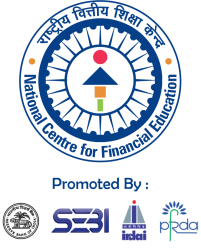 राष्ट्रीय वित्तीय शिक्षा केन्द्र
National Centre for Financial Education
Promoted By :
SEBI
irdai
pfrda